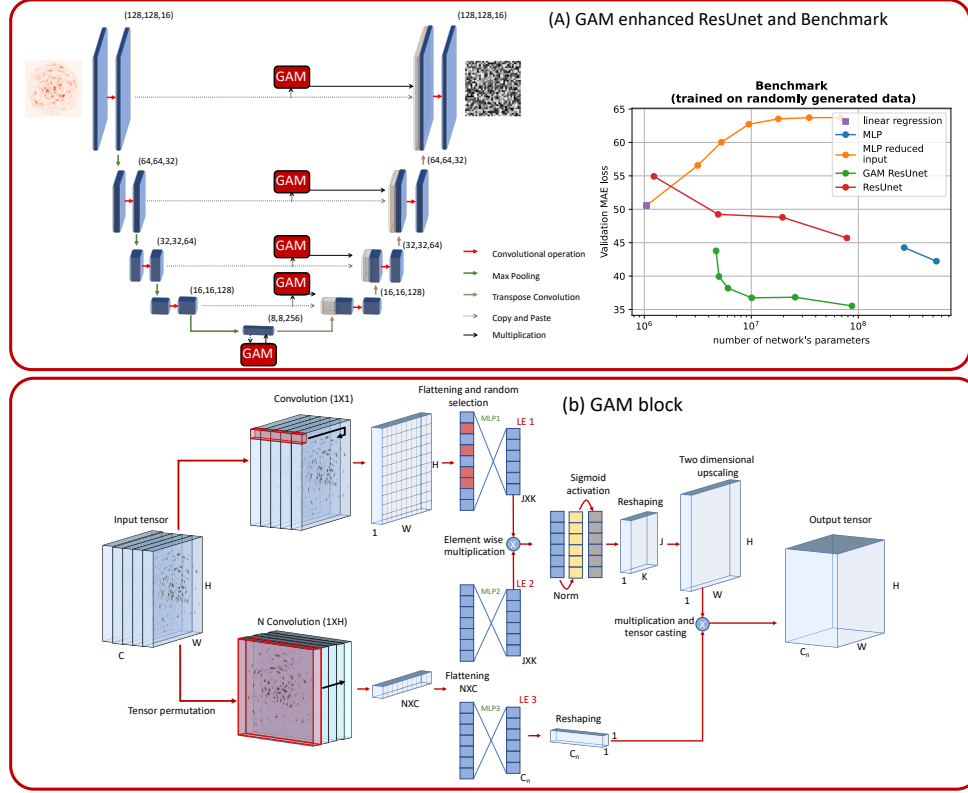 (A) GAM enhanced ResUnet and Benchmark
(128,128,16)
(128,128,16)
GAM
(64,64,32)
(64,64,32)
GAM
(32,32,64)
(32,32,64)
GAM
(16,16,128)
(16,16,128)
GAM
(8,8,256)
GAM
Convolutional operation
Max Pooling
Transpose Convolution
Copy and Paste
Multiplication
Benchmark
(trained on randomly generated data)
Validation MAE loss
65
60
55
50
45
40
35
linear regression
MLP
MLP reduced
input
GAM ResUnet
ResUnet
10⁶
10⁷
10⁸
number of network's parameters
(b) GAM block
Convolution (1X1)
Flattening and random
selection
MLP1
LE 1
H
1
W
JXK
Input tensor
H
W
C
Tensor permutation
N Convolution (1XH)
NXC
Flattening
NXC
Element wise
multiplication
X
MLP2
LE 2
JXK
MLP3
LE 3
Cₙ
Sigmoid
activation
Norm
Reshaping
J
1
K
Two dimensional
upscaling
H
1
W
multiplication and
tensor casting
X
Reshaping
1
Cₙ
1
Output tensor
H
Cₙ
W